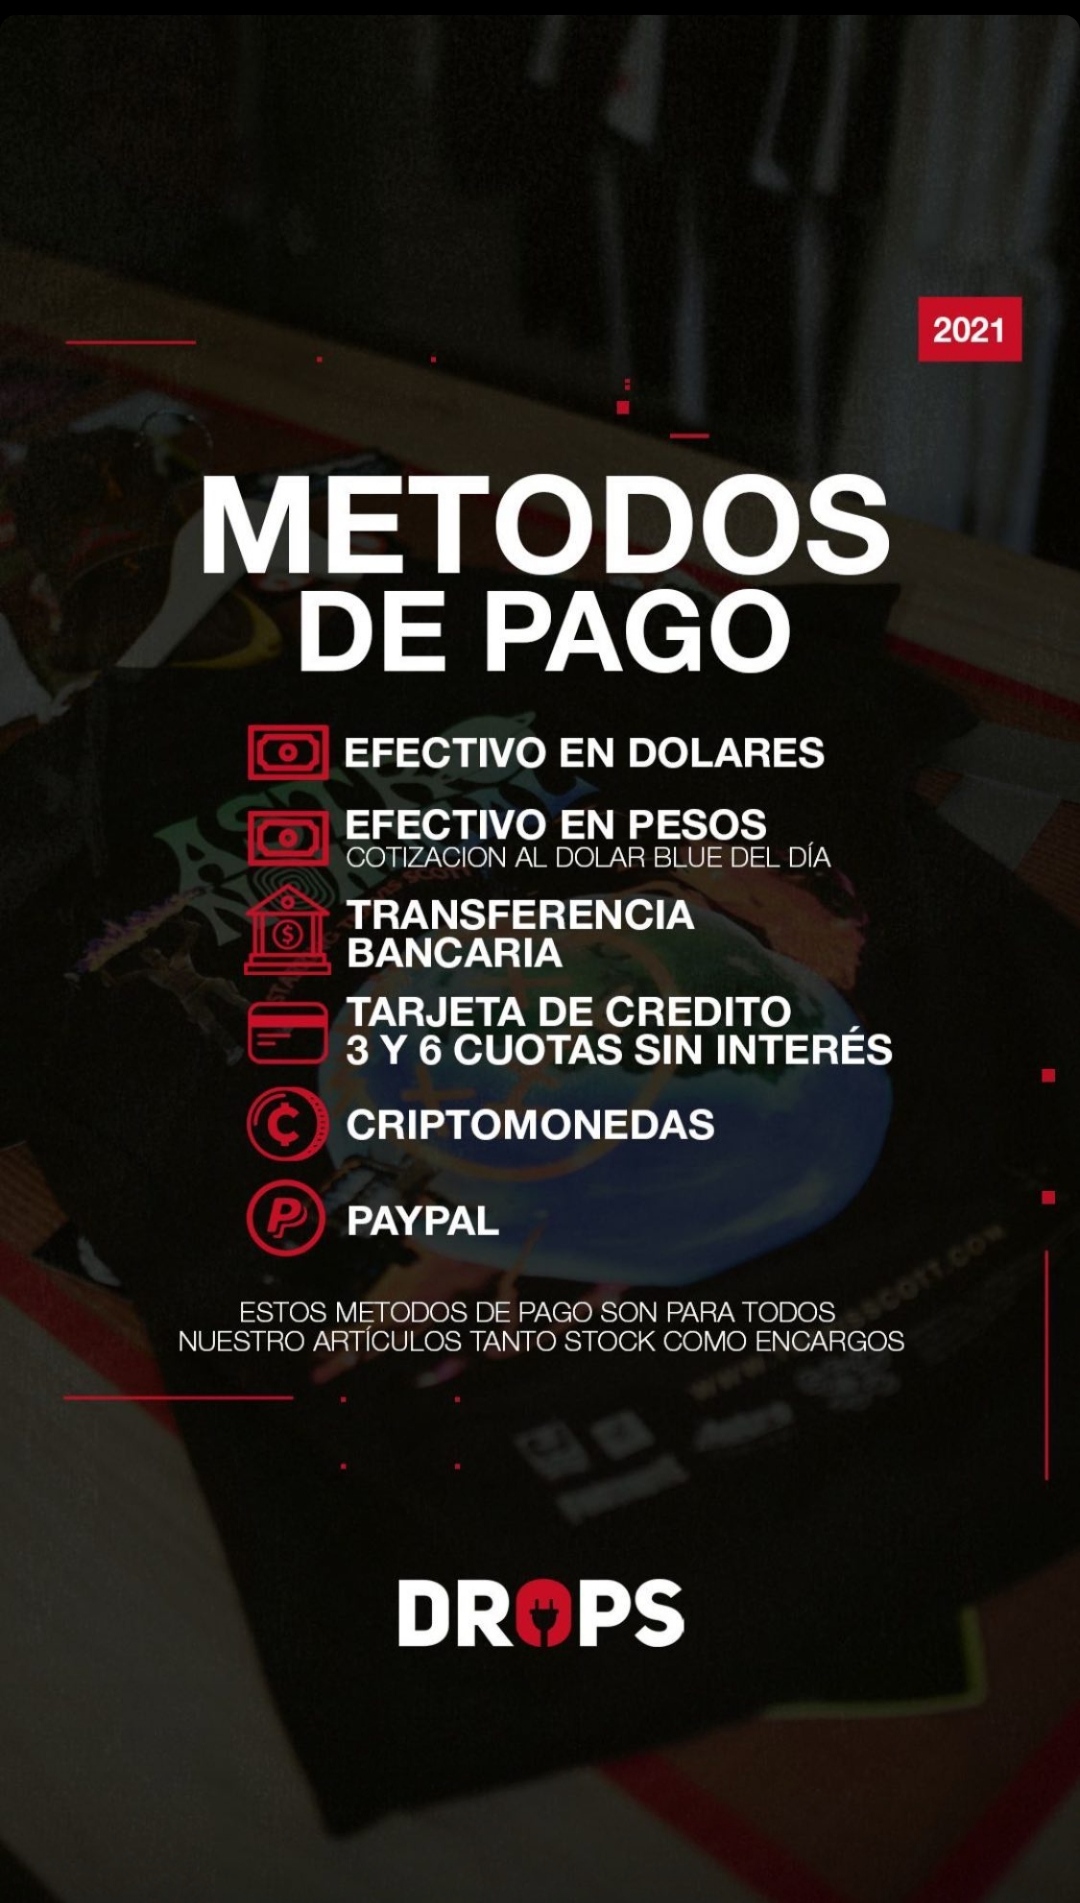 2021
METODOS
DE PAGO
EFECTIVO EN DOLARES
EFECTIVO EN PESOS
COTIZACION AL DOLAR BLUE DEL DÍA
TRANSFERENCIA
BANCARIA
TARJETA DE CREDITO
3 Y 6 CUOTAS SIN INTERÉS
CRIPTOMONEDAS
PAYPAL
ESTOS METODOS DE PAGO SON PARA TODOS
NUESTRO ARTÍCULOS TANTO STOCK COMO ENCARGOS
DROPS